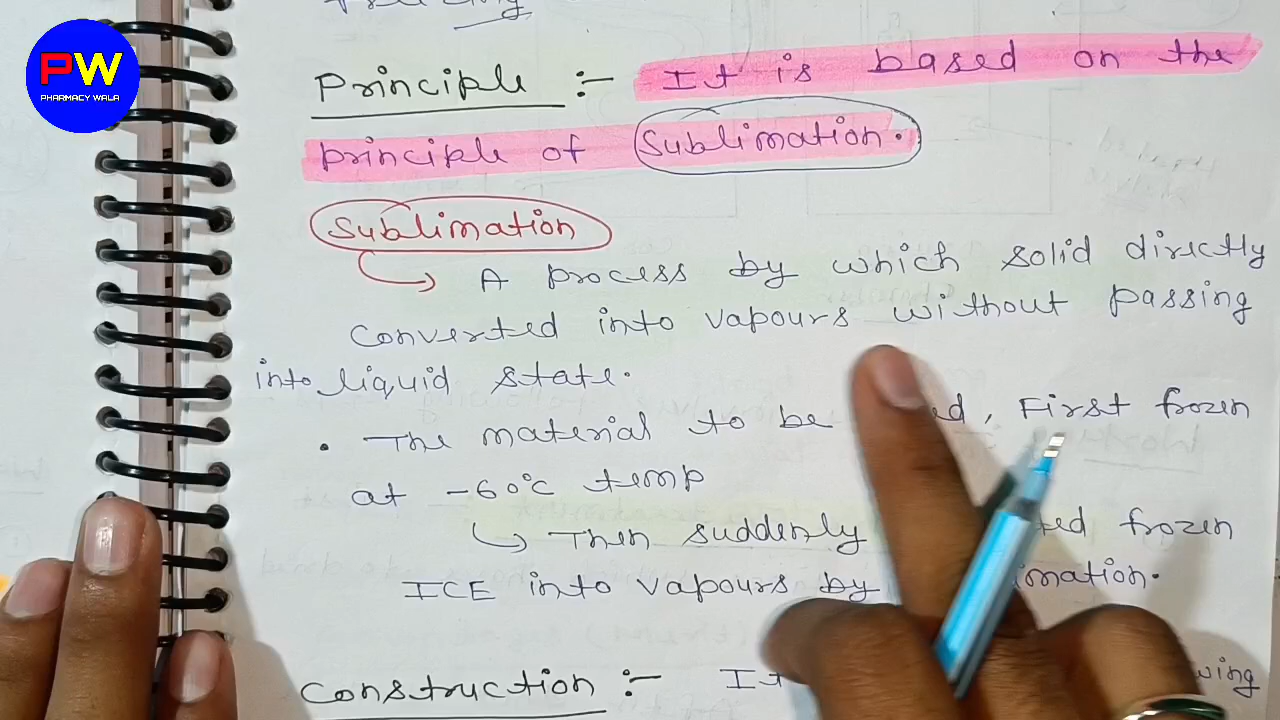 PW
PHARMACY WALA
Principle :- It is based on the
principle of Sublimation.
Sublimation
↳ A process by which solid directly
converted into vapours without passing
into liquid state.
• The material to be , First frozen
at -60°C temp
↳ Then suddenly frozen
ICE into vapours by
Construction :- It